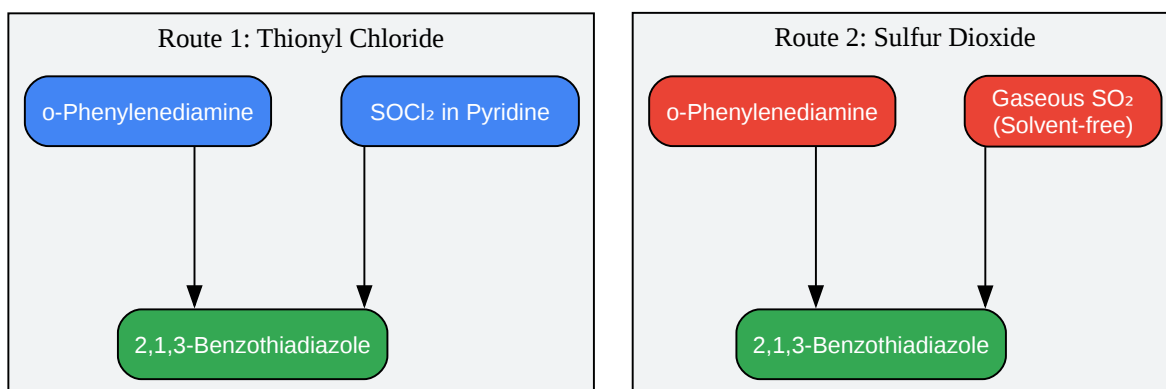 Route 1: Thionyl Chloride
o-Phenylenediamine
SOCl₂ in Pyridine
2,1,3-Benzothiadiazole
Route 2: Sulfur Dioxide
o-Phenylenediamine
Gaseous SO₂
(Solvent-free)
2,1,3-Benzothiadiazole